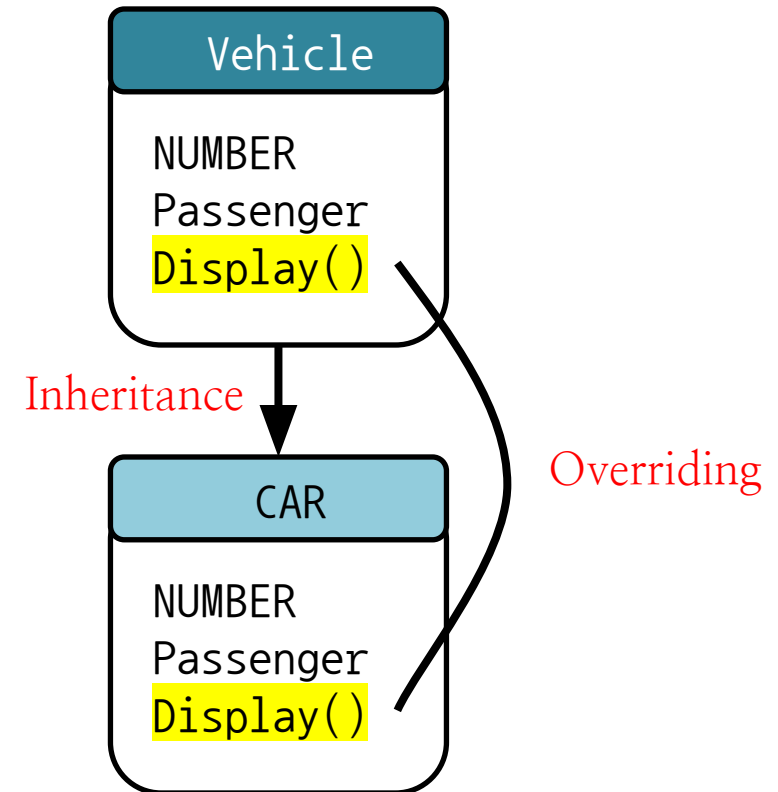 Vehicle
NUMBER
Passenger
Display()
Inheritance
Overriding
CAR
NUMBER
Passenger
Display()